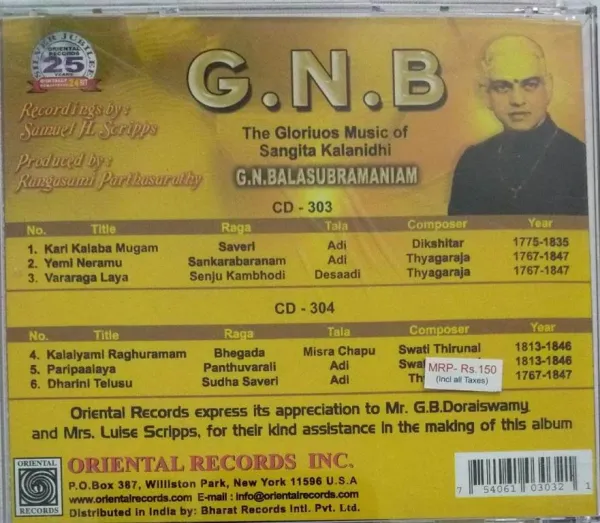 SILVER JUBILEE
ORIENTAL RECORDS
25
YEARS
G.N.B
Recordings by:
Samuel H. Scripps
Produced by:
Rangasami Parthasarathy
The Gloriuos Music of
Sangita Kalanidhi
G.N.BALASUBRAMANIAM
CD - 303
No. Title Raga Tala Composer Year
1. Kari Kalaba Mugam Saveri Adi Dikshitar 1775-1835
2. Yemi Neramu Sankarabaranam Adi Thyagaraja 1767-1847
3. Vararaga Laya Senju Kambhodi Desaadi Thyagaraja 1767-1847
CD - 304
No. Title Raga Tala Composer Year
4. Kalaiyami Raghuramam Bhegada Misra Chapu Swati Thirunal 1813-1846
5. Paripaalaya Panthuvarali Adi 1813-1846
6. Dharini Telusu Sudha Saveri Adi 1767-1847
MRP- Rs.150
(incl all Taxes)
Oriental Records express its appreciation to Mr. G.B.Doraiswamy
and Mrs. Luise Scripps, for their kind assistance in the making of this album
ORIENTAL RECORDS
ORIENTAL RECORDS INC.
P.O.Box 387, Williston Park, New York 11596 U.S.A
www.orientalrecords.com E-mail : info@orientalrecords.com
Distributed in India by: Bharat Records Intl. Pvt. Ltd.
7 54061 03032 1